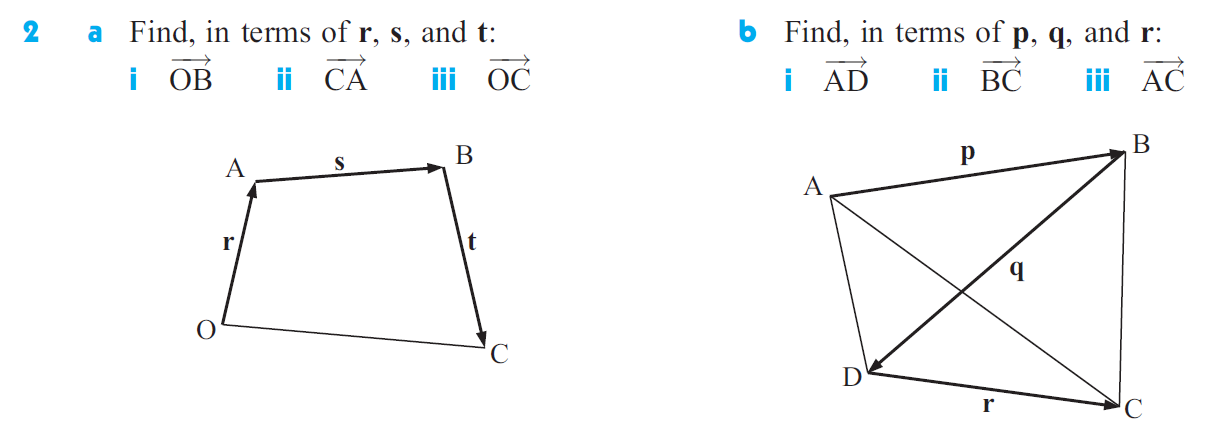 2 a Find, in terms of r, s, and t:
i OB ii CA iii OC
A s B
r t
O C
b Find, in terms of p, q, and r:
i AD ii BC iii AC
p B
A
q
D r C